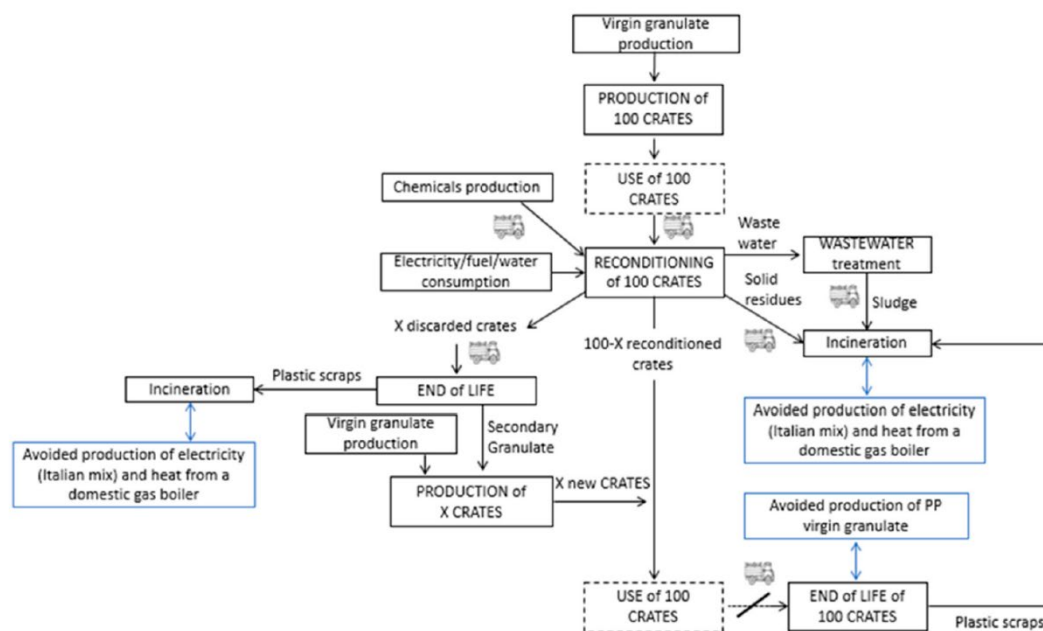 Virgin granulate
production
PRODUCTION of
100 CRATES
USE of 100
CRATES
Chemicals production
Waste
water
Electricity/fuel/water
consumption
RECONDITIONING
of 100 CRATES
WASTEWATER
treatment
Solid
residues
Sludge
X discarded crates
100-X reconditioned
crates
Incineration
Incineration
Plastic scraps
END of LIFE
Avoided production of electricity
(Italian mix) and heat from a
domestic gas boiler
Virgin granulate
production
Secondary
Granulate
Avoided production of electricity
(Italian mix) and heat from a
domestic gas boiler
PRODUCTION of
X CRATES
X new CRATES
Avoided production of PP
virgin granulate
USE of 100
CRATES
END of LIFE of
100 CRATES
Plastic scraps